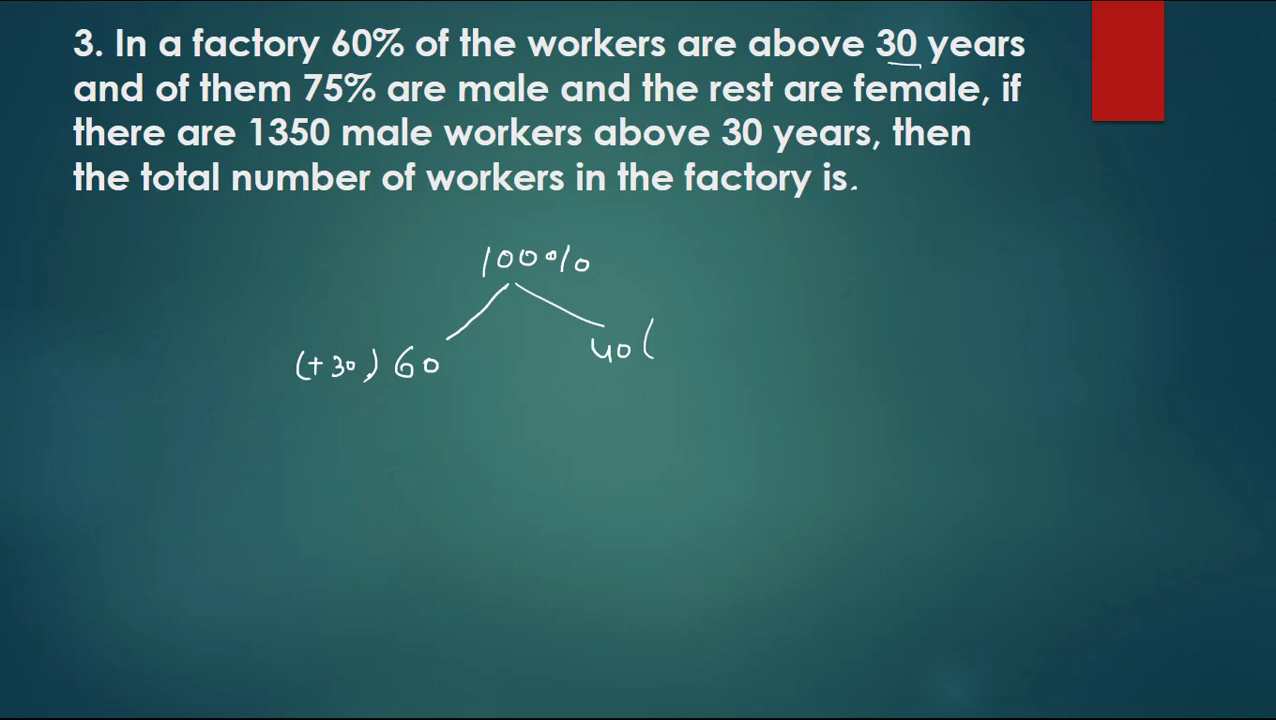 3. In a factory 60% of the workers are above 30 years
and of them 75% are male and the rest are female, if
there are 1350 male workers above 30 years, then
the total number of workers in the factory is.
100%
(+30,) 60
40 (